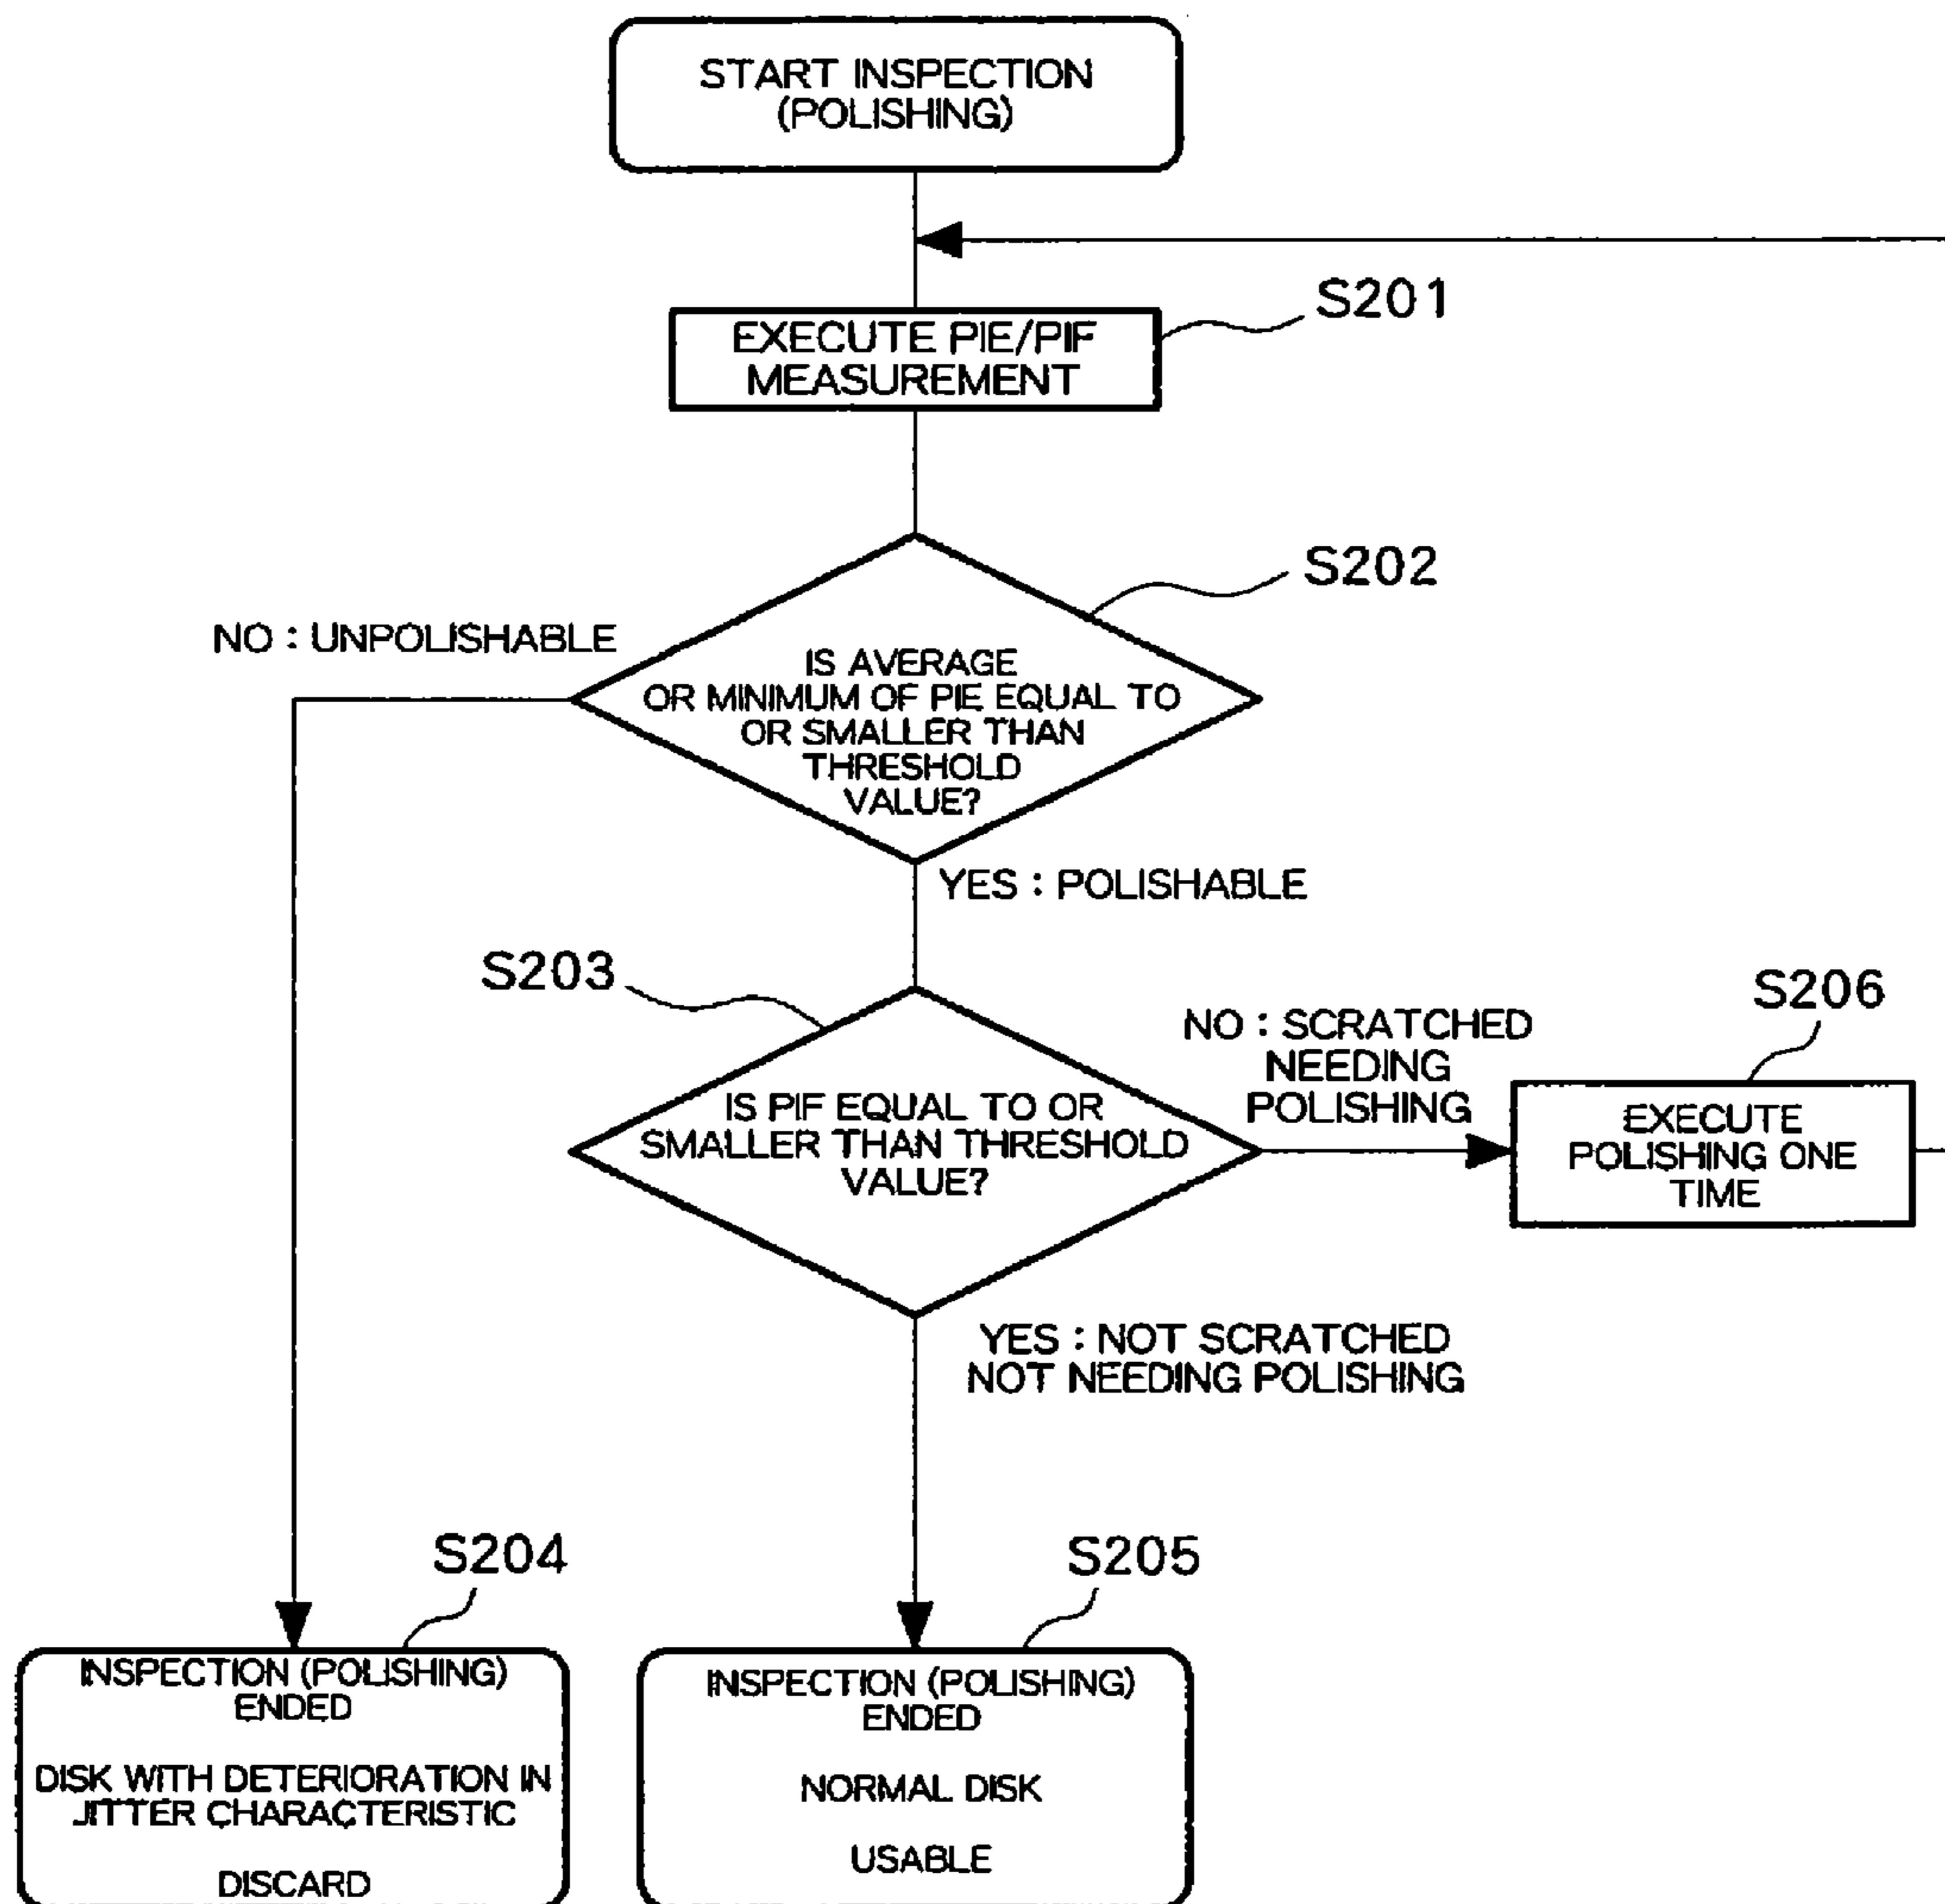 START INSPECTION
(POLISHING)
S201
EXECUTE PIE/PIF
MEASUREMENT
S202
NO : UNPOLISHABLE
IS AVERAGE
OR MINIMUM OF PIE EQUAL TO
OR SMALLER THAN
THRESHOLD
VALUE?
YES : POLISHABLE
S203
NO : SCRATCHED
NEEDING
POLISHING
S206
IS PIF EQUAL TO OR
SMALLER THAN THRESHOLD
VALUE?
EXECUTE
POLISHING ONE
TIME
YES : NOT SCRATCHED
NOT NEEDING POLISHING
S204
INSPECTION (POLISHING)
ENDED
DISK WITH DETERIORATION IN
JITTER CHARACTERISTIC
DISCARD
S205
INSPECTION (POLISHING)
ENDED
NORMAL DISK
USABLE